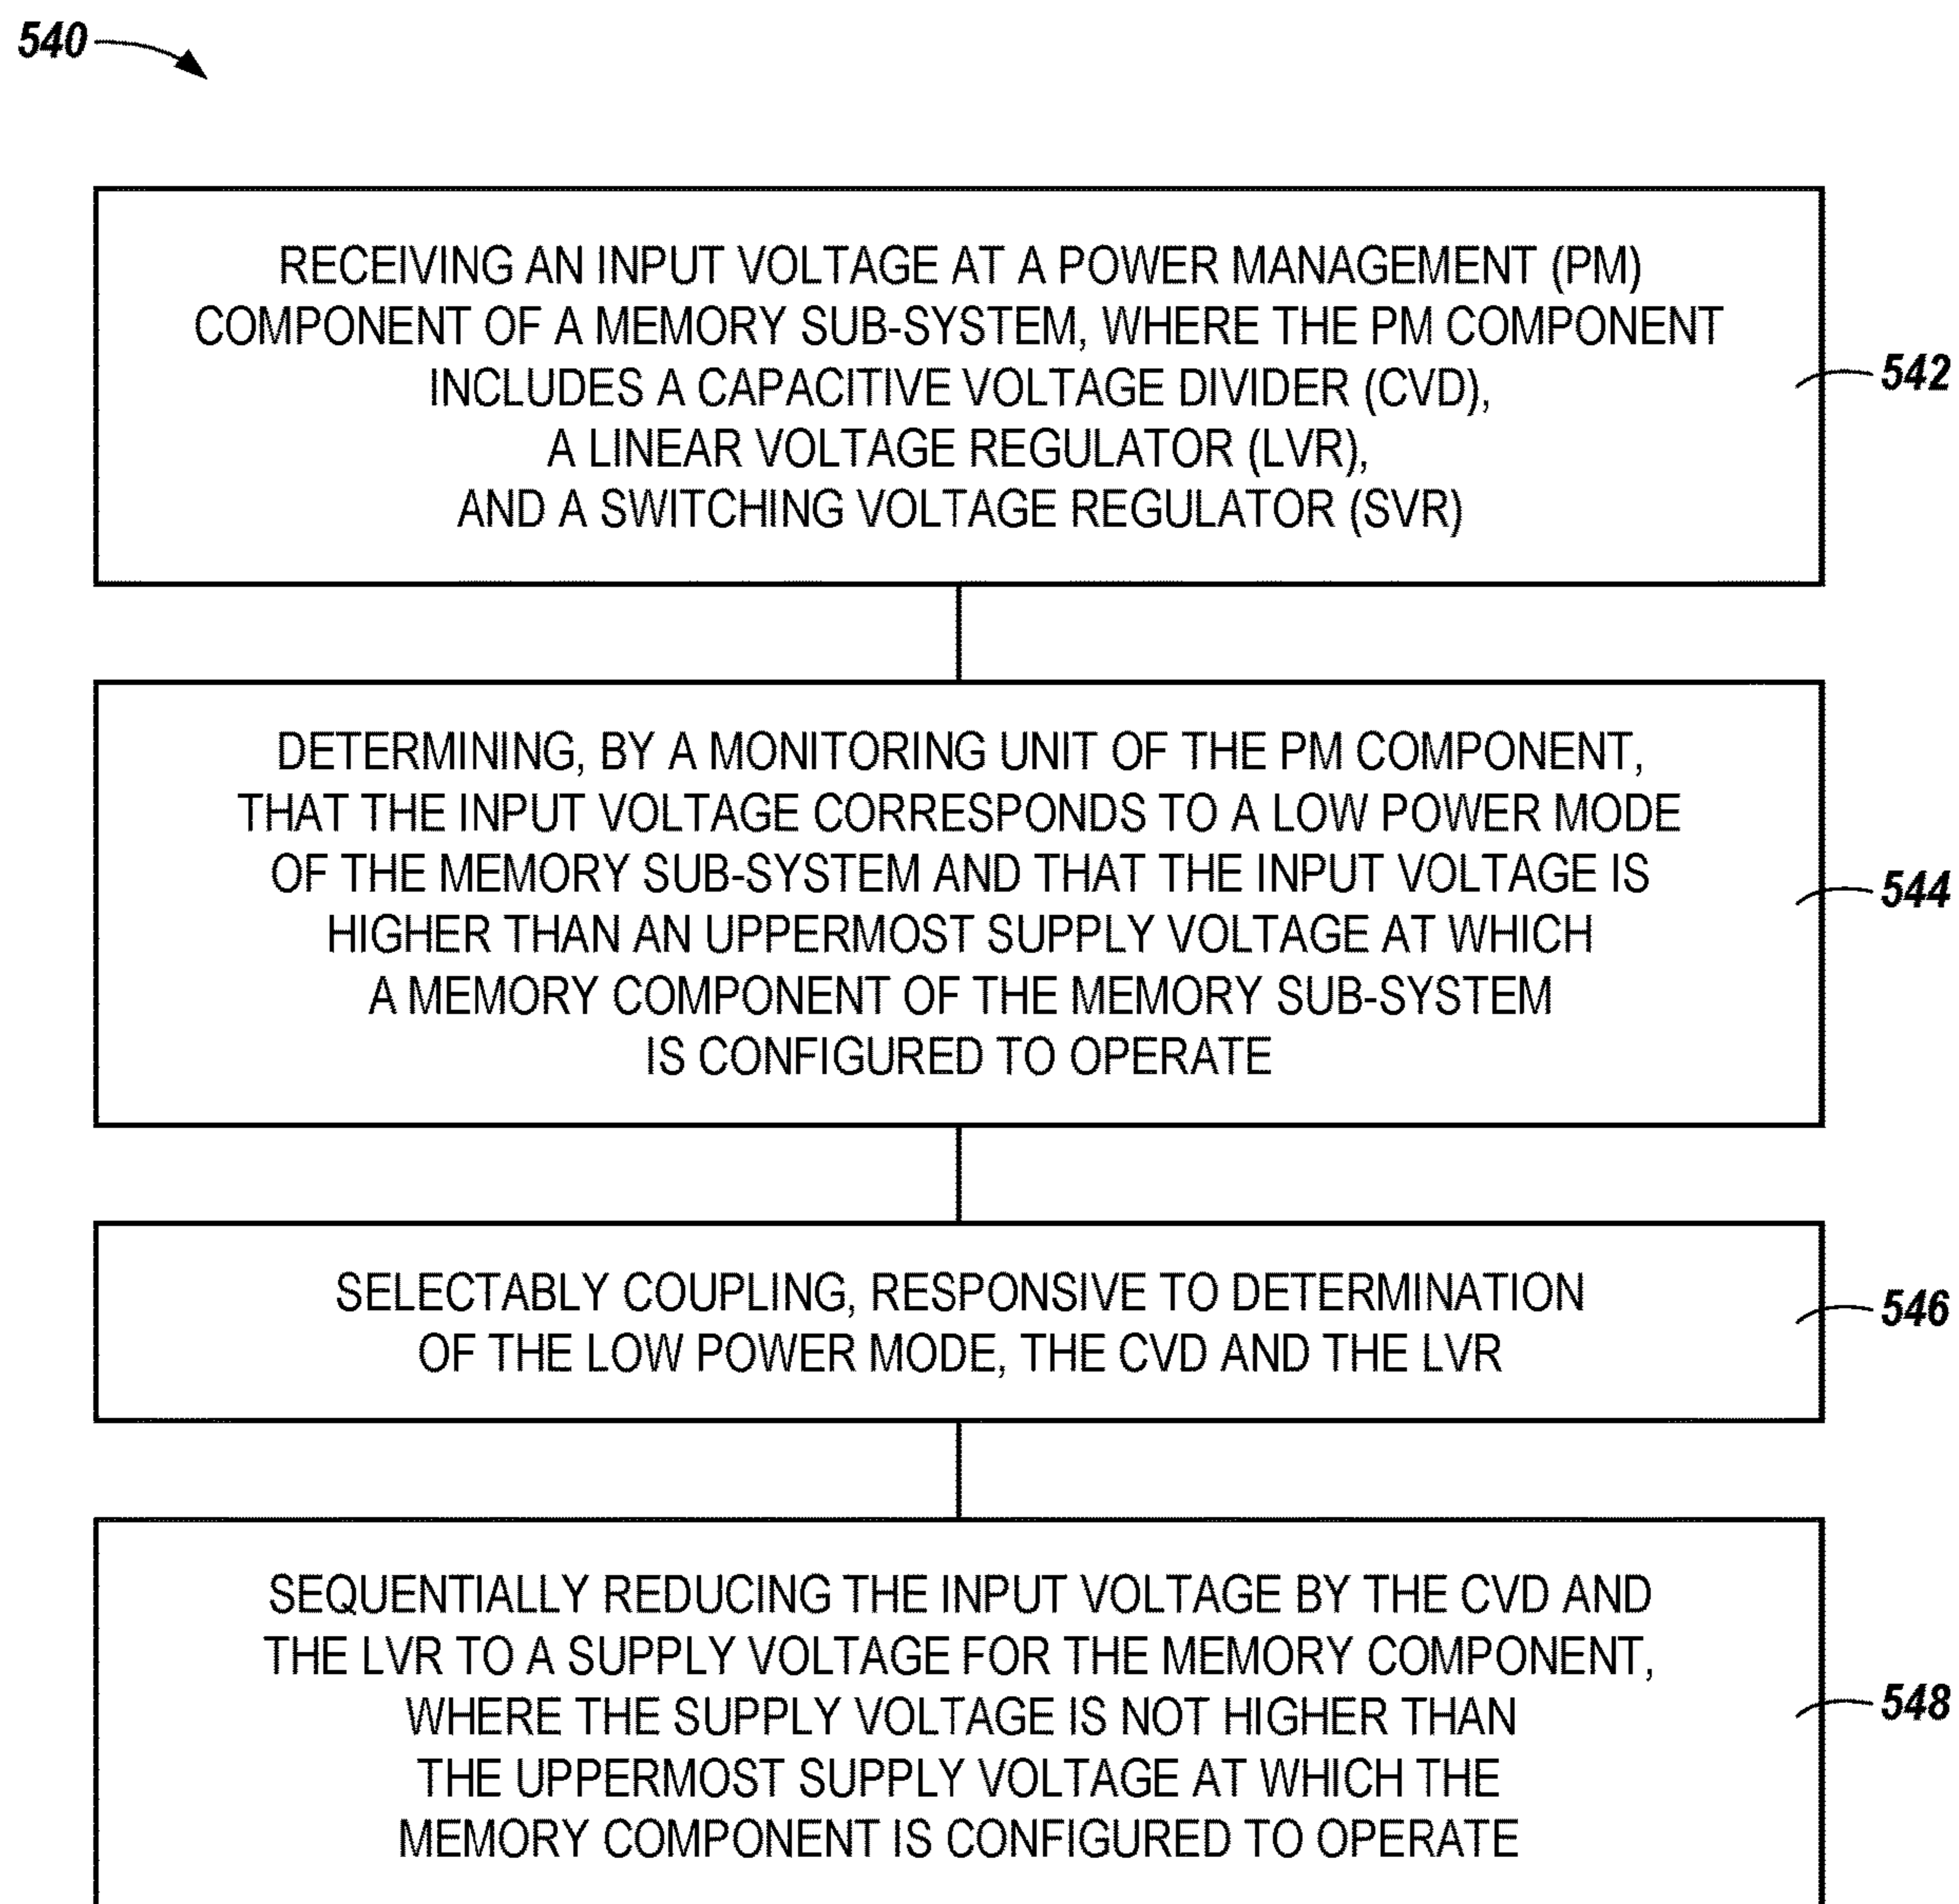 540
RECEIVING AN INPUT VOLTAGE AT A POWER MANAGEMENT (PM)
COMPONENT OF A MEMORY SUB-SYSTEM, WHERE THE PM COMPONENT
INCLUDES A CAPACITIVE VOLTAGE DIVIDER (CVD),
A LINEAR VOLTAGE REGULATOR (LVR),
AND A SWITCHING VOLTAGE REGULATOR (SVR)
542
DETERMINING, BY A MONITORING UNIT OF THE PM COMPONENT,
THAT THE INPUT VOLTAGE CORRESPONDS TO A LOW POWER MODE
OF THE MEMORY SUB-SYSTEM AND THAT THE INPUT VOLTAGE IS
HIGHER THAN AN UPPERMOST SUPPLY VOLTAGE AT WHICH
A MEMORY COMPONENT OF THE MEMORY SUB-SYSTEM
IS CONFIGURED TO OPERATE
544
SELECTABLY COUPLING, RESPONSIVE TO DETERMINATION
OF THE LOW POWER MODE, THE CVD AND THE LVR
546
SEQUENTIALLY REDUCING THE INPUT VOLTAGE BY THE CVD AND
THE LVR TO A SUPPLY VOLTAGE FOR THE MEMORY COMPONENT,
WHERE THE SUPPLY VOLTAGE IS NOT HIGHER THAN
THE UPPERMOST SUPPLY VOLTAGE AT WHICH THE
MEMORY COMPONENT IS CONFIGURED TO OPERATE
548